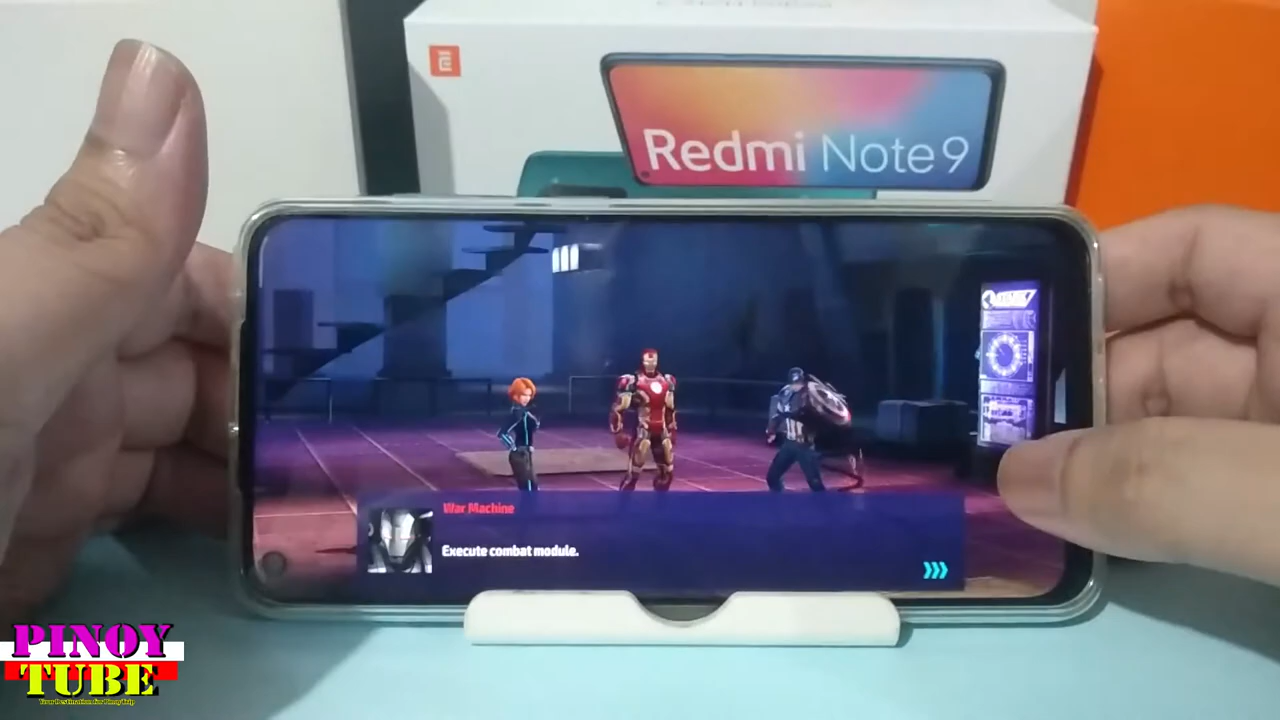 Redmi Note 9
War Machine
Execute combat module.
PINOY
TUBE